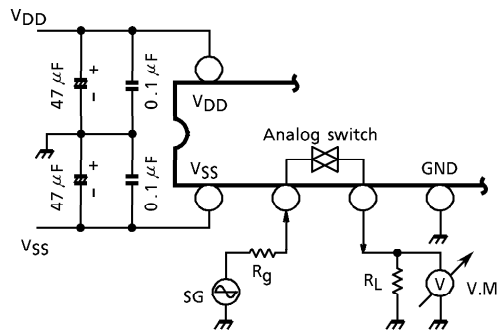 VDD
47 μF
+
−
0.1 μF
VDD
Analog switch
47 μF
+
−
0.1 μF
VSS
GND
VSS
SG
Rg
RL
V
V.M